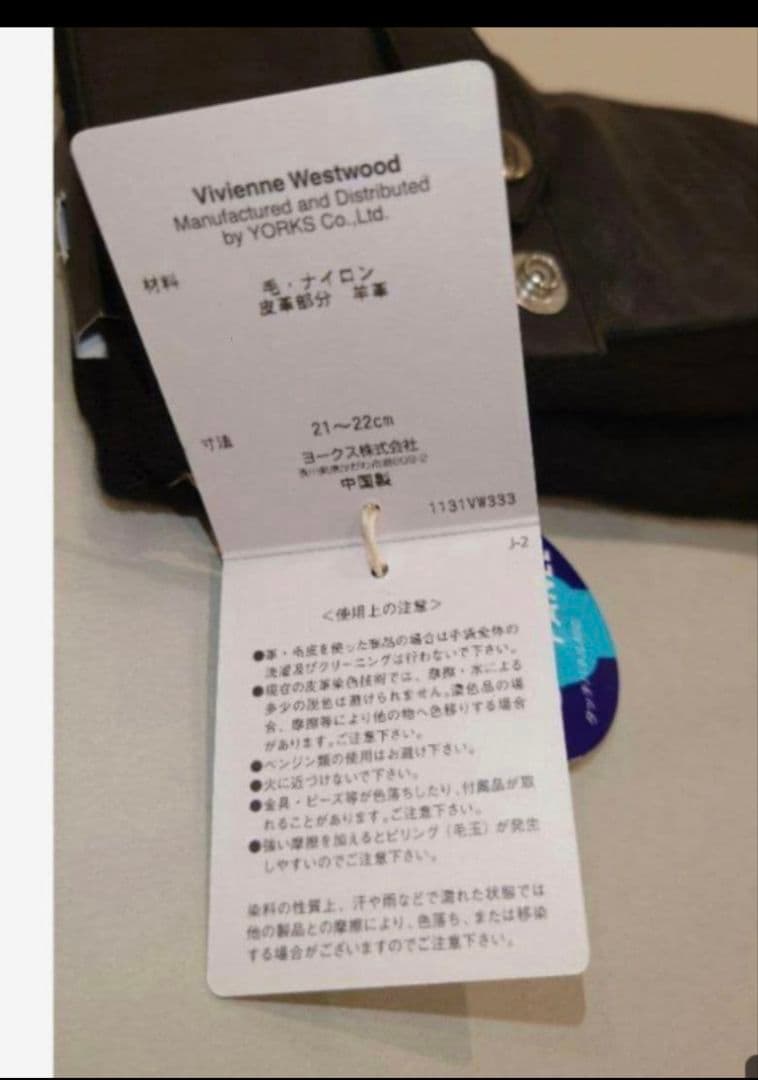 Vivienne Westwood
Manufactured and Distributed
by YORKS Co.,Ltd.
材料 毛・ナイロン
皮革部分 羊革
寸法 21〜22cm
ヨークス株式会社
中国製
1131VW333
J-2
<使用上の注意>
●革・毛皮を使った製品の場合は手袋全体の
洗濯及びクリーニングは行わないで下さい。
●現在の皮革染色技術では、摩擦・水による
多少の脱色は避けられません。濃色品の場
合、摩擦等により他の物へ色移りする場合
があります。ご注意下さい。
●ベンジン類の使用はお避け下さい。
●火に近づけないで下さい。
●金具・ビーズ等が色落ちしたり、付属品が取
れることがあります。ご注意下さい。
●強い摩擦を加えるとピリング（毛玉）が発生
しやすいのでご注意下さい。
染料の性質上、汗や雨などで濡れた状態では
他の製品との摩擦により、色落ち、または移染
する場合がございますのでご注意下さい。